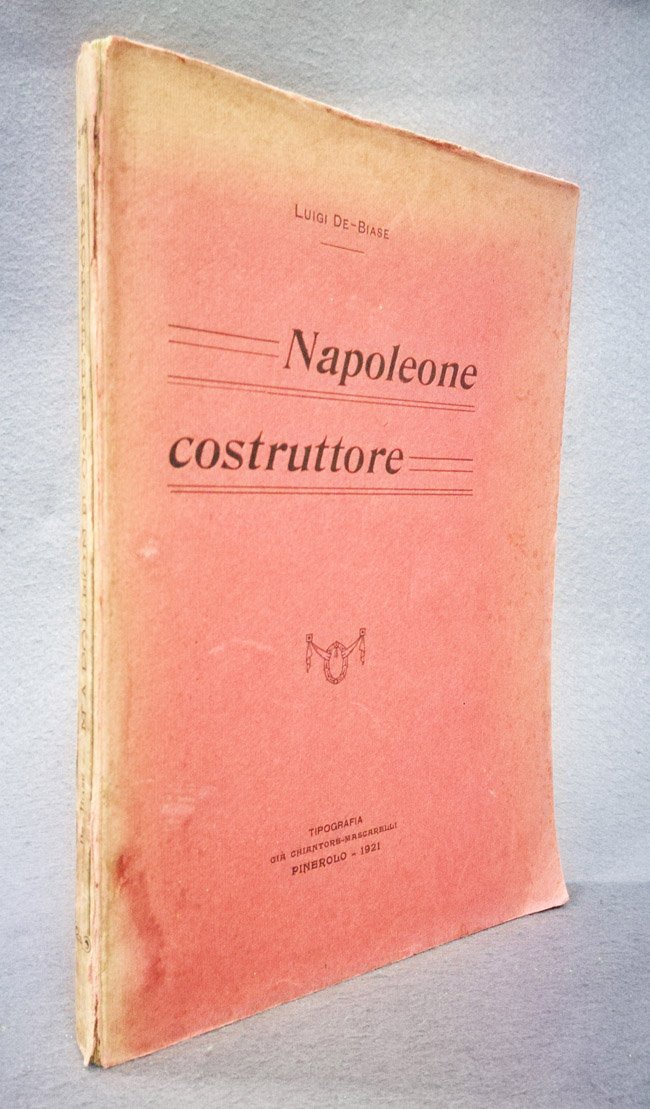 Luigi De-Biase
Napoleone
costruttore
TIPOGRAFIA
GIÀ CHIANTORE-MASCARELLI
PINEROLO - 1921